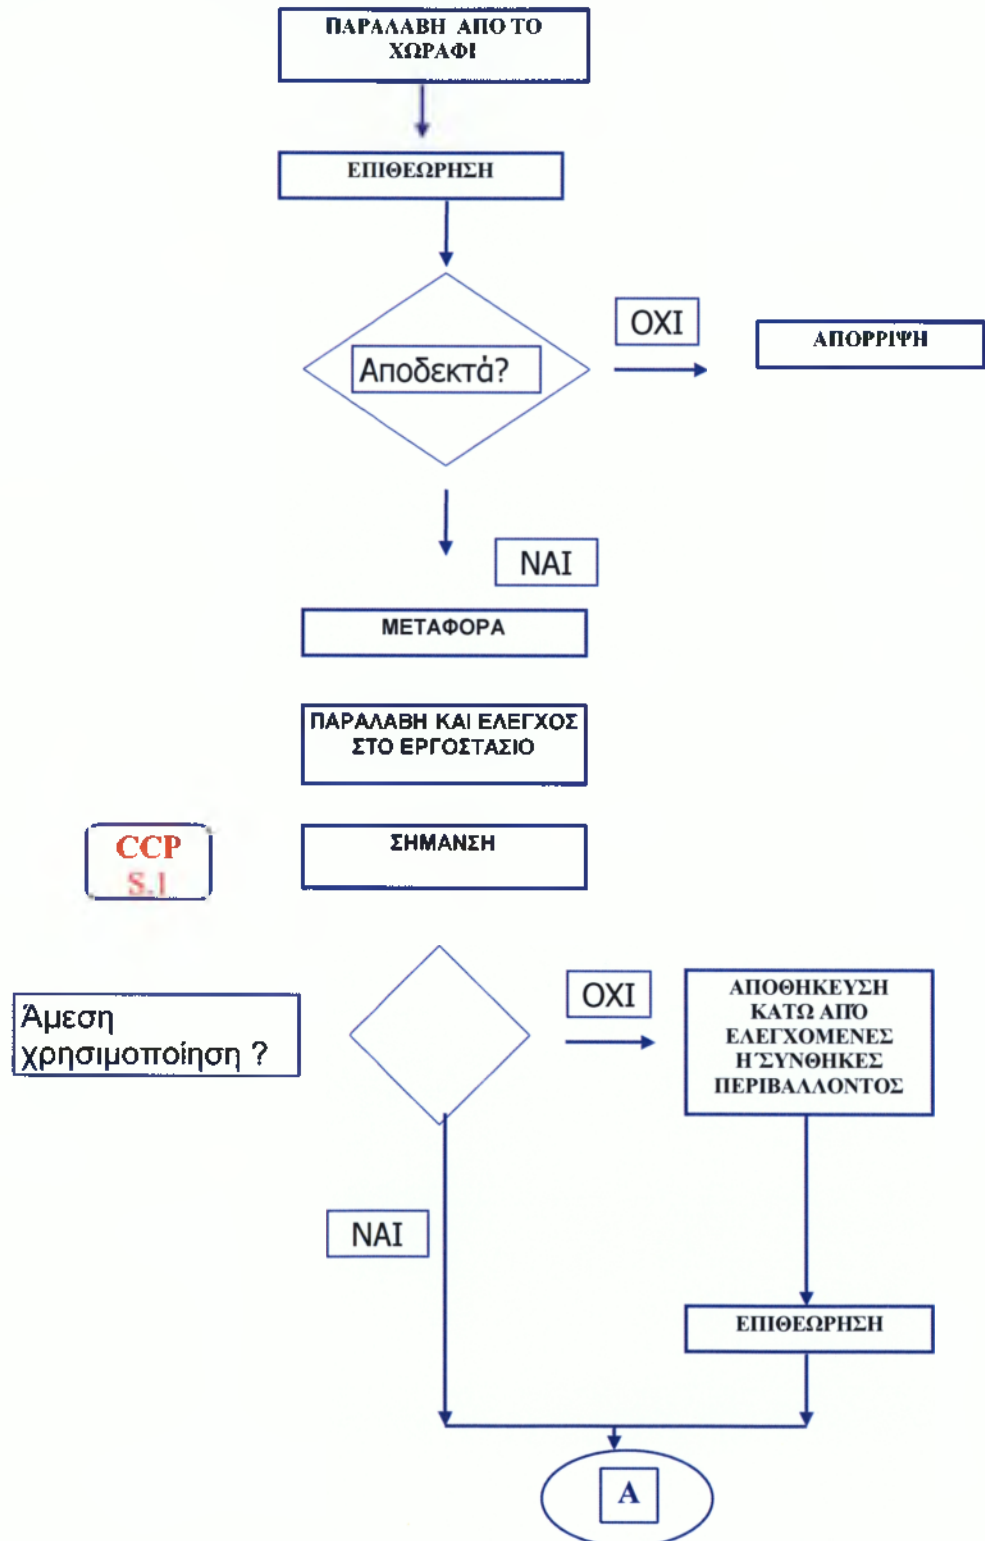 ΠΑΡΑΛΑΒΗ ΑΠΟ ΤΟ
ΧΩΡΑΦΙ
ΕΠΙΘΕΩΡΗΣΗ
Αποδεκτά?
ΟΧΙ
ΑΠΟΡΡΙΨΗ
ΝΑΙ
ΜΕΤΑΦΟΡΑ
ΠΑΡΑΛΑΒΗ ΚΑΙ ΕΛΕΓΧΟΣ
ΣΤΟ ΕΡΓΟΣΤΑΣΙΟ
CCP
S.1
ΣΗΜΑΝΣΗ
Άμεση
χρησιμοποίηση ?
ΟΧΙ
ΑΠΟΘΗΚΕΥΣΗ
ΚΑΤΩ ΑΠΌ
ΕΛΕΓΧΟΜΕΝΕΣ
Η΄ΣΥΝΘΗΚΕΣ
ΠΕΡΙΒΑΛΛΟΝΤΟΣ
ΝΑΙ
ΕΠΙΘΕΩΡΗΣΗ
Α